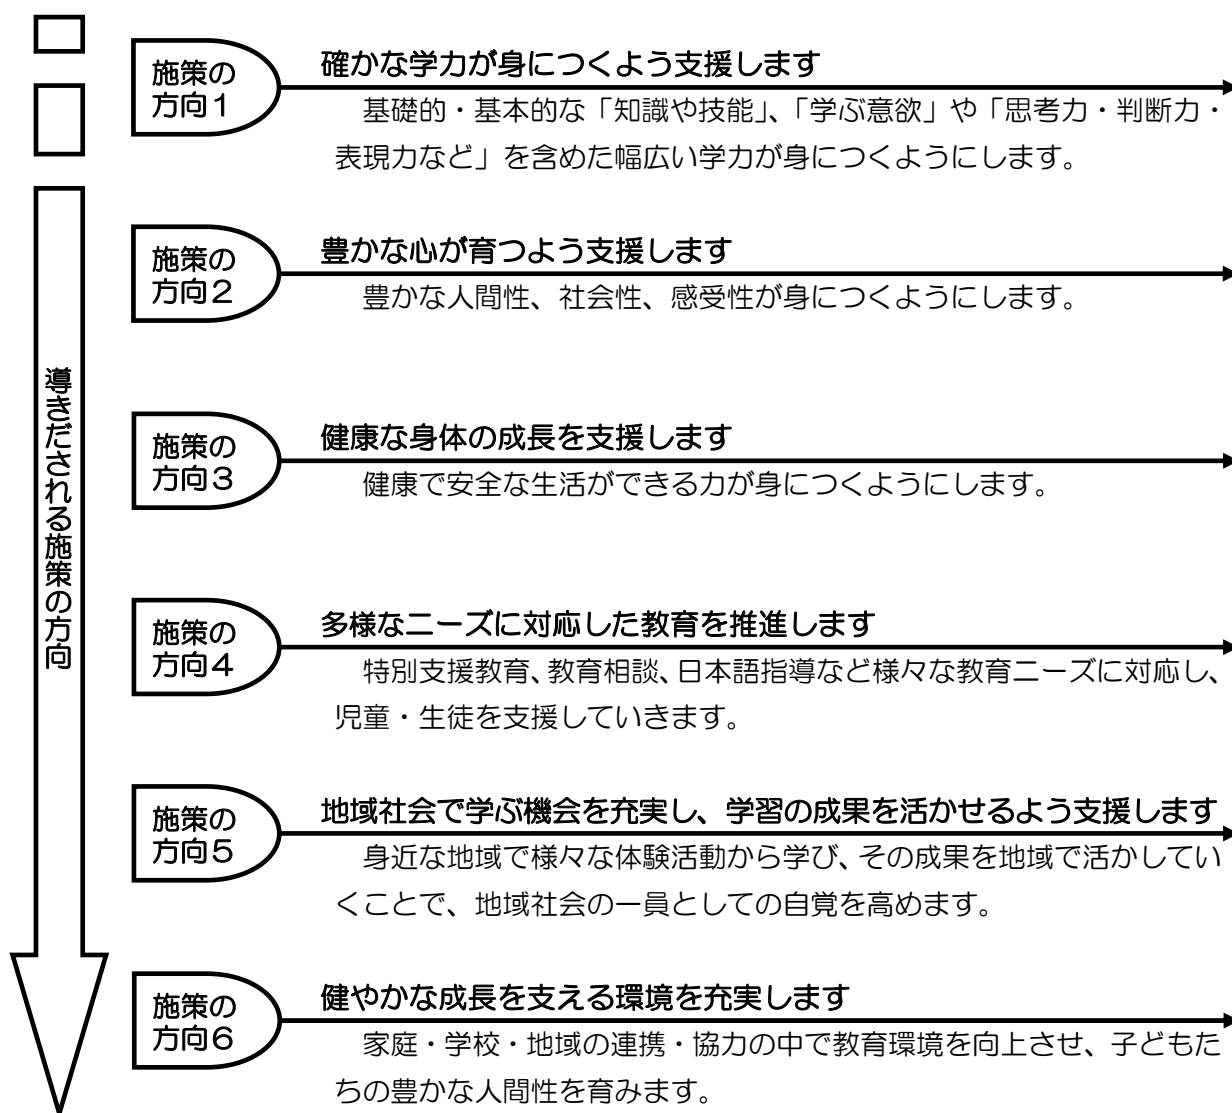 導きだされる施策の方向
施策の
方向1
確かな学力が身につくよう支援します
基礎的・基本的な「知識や技能」、「学ぶ意欲」や「思考力・判断力・
表現力など」を含めた幅広い学力が身につくようにします。
施策の
方向2
豊かな心が育つよう支援します
豊かな人間性、社会性、感受性が身につくようにします。
施策の
方向3
健康な身体の成長を支援します
健康で安全な生活ができる力が身につくようにします。
施策の
方向4
多様なニーズに対応した教育を推進します
特別支援教育、教育相談、日本語指導など様々な教育ニーズに対応し、
児童・生徒を支援していきます。
施策の
方向5
地域社会で学ぶ機会を充実し、学習の成果を活かせるよう支援します
身近な地域で様々な体験活動から学び、その成果を地域で活かしてい
くことで、地域社会の一員としての自覚を高めます。
施策の
方向6
健やかな成長を支える環境を充実します
家庭・学校・地域の連携・協力の中で教育環境を向上させ、子どもた
ちの豊かな人間性を育みます。